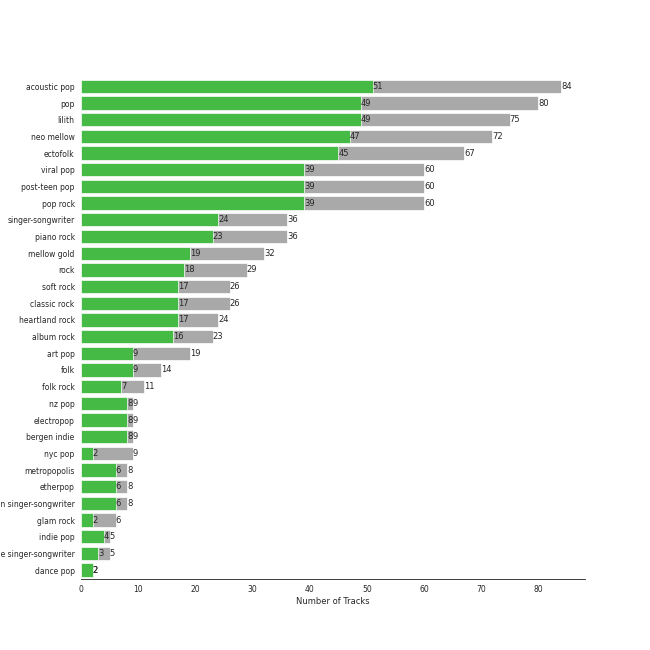 acoustic pop 51 84
pop 49 80
lilith 49 75
neo mellow 47 72
ectofolk 45 67
viral pop 39 60
post-teen pop 39 60
pop rock 39 60
singer-songwriter 24 36
piano rock 23 36
mellow gold 19 32
rock 18 29
soft rock 17 26
classic rock 17 26
heartland rock 17 24
album rock 16 23
art pop 9 19
folk 9 14
folk rock 7 11
nz pop 8 9
electropop 8 9
bergen indie 8 9
nyc pop 2 9
metropopolis 6 8
etherpop 6 8
n singer-songwriter 6 8
glam rock 2 6
indie pop 4 5
e singer-songwriter 3 5
dance pop 2
0 10 20 30 40 50 60 70 80
Number of Tracks